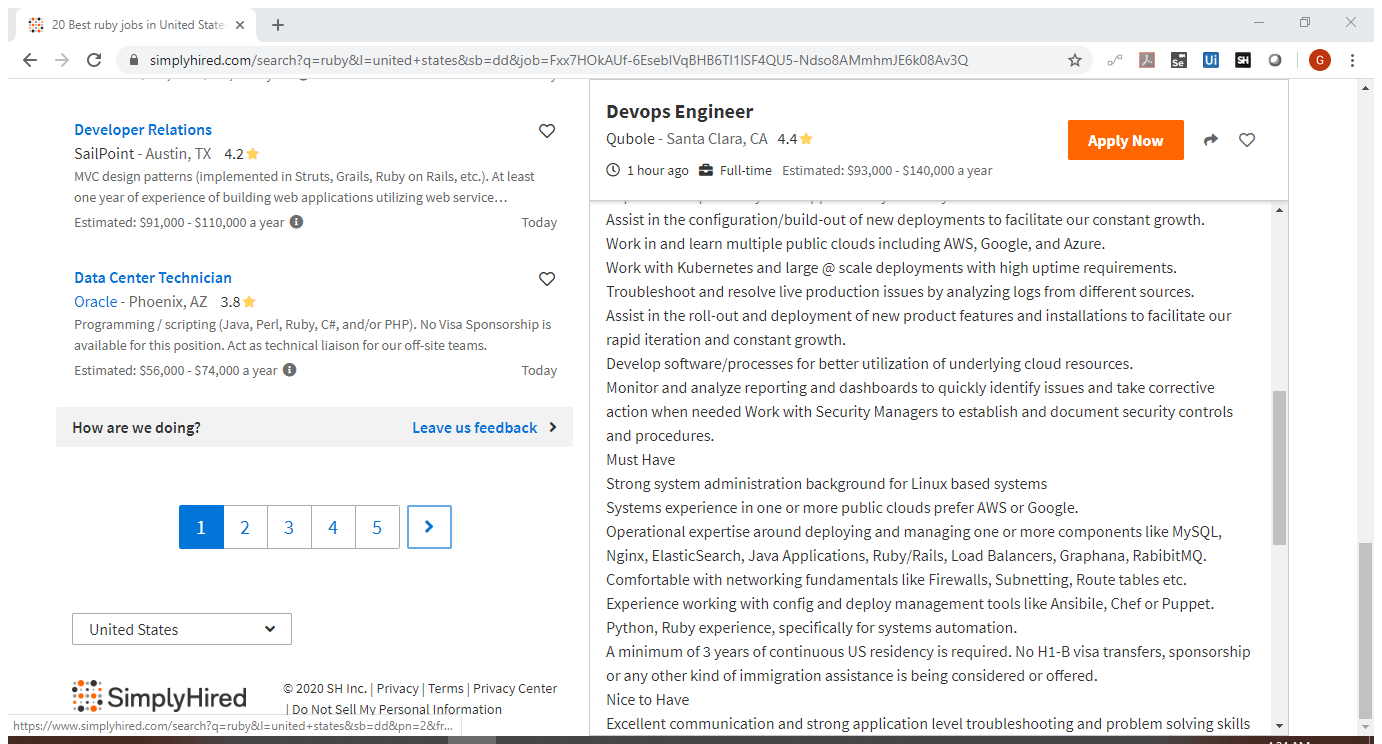 20 Best ruby jobs in United State
simplyhired.com/search?q=ruby&l=united+states&sb=dd&job=Fxx7HOkAUf-6EsebIVqBHB6TI1ISF4QU5-Ndso8AMmhmJE6k08Av3Q
Se
Ui
SH
G
Developer Relations
SailPoint - Austin, TX 4.2
MVC design patterns (implemented in Struts, Grails, Ruby on Rails, etc.). At least
one year of experience of building web applications utilizing web service…
Estimated: $91,000 - $110,000 a year
Today
Data Center Technician
Oracle - Phoenix, AZ 3.8
Programming / scripting (Java, Perl, Ruby, C#, and/or PHP). No Visa Sponsorship is
available for this position. Act as technical liaison for our off-site teams.
Estimated: $56,000 - $74,000 a year
Today
How are we doing?
Leave us feedback
1 2 3 4 5
United States
SimplyHired
© 2020 SH Inc. | Privacy | Terms | Privacy Center
| Do Not Sell My Personal Information
https://www.simplyhired.com/search?q=ruby&l=united+states&sb=dd&pn=2&fr...
Devops Engineer
Qubole - Santa Clara, CA 4.4
1 hour ago Full-time Estimated: $93,000 - $140,000 a year
Apply Now
Assist in the configuration/build-out of new deployments to facilitate our constant growth.
Work in and learn multiple public clouds including AWS, Google, and Azure.
Work with Kubernetes and large @ scale deployments with high uptime requirements.
Troubleshoot and resolve live production issues by analyzing logs from different sources.
Assist in the roll-out and deployment of new product features and installations to facilitate our
rapid iteration and constant growth.
Develop software/processes for better utilization of underlying cloud resources.
Monitor and analyze reporting and dashboards to quickly identify issues and take corrective
action when needed Work with Security Managers to establish and document security controls
and procedures.
Must Have
Strong system administration background for Linux based systems
Systems experience in one or more public clouds prefer AWS or Google.
Operational expertise around deploying and managing one or more components like MySQL,
Nginx, ElasticSearch, Java Applications, Ruby/Rails, Load Balancers, Graphana, RabibitMQ.
Comfortable with networking fundamentals like Firewalls, Subnetting, Route tables etc.
Experience working with config and deploy management tools like Ansibile, Chef or Puppet.
Python, Ruby experience, specifically for systems automation.
A minimum of 3 years of continuous US residency is required. No H1-B visa transfers, sponsorship
or any other kind of immigration assistance is being considered or offered.
Nice to Have
Excellent communication and strong application level troubleshooting and problem solving skills